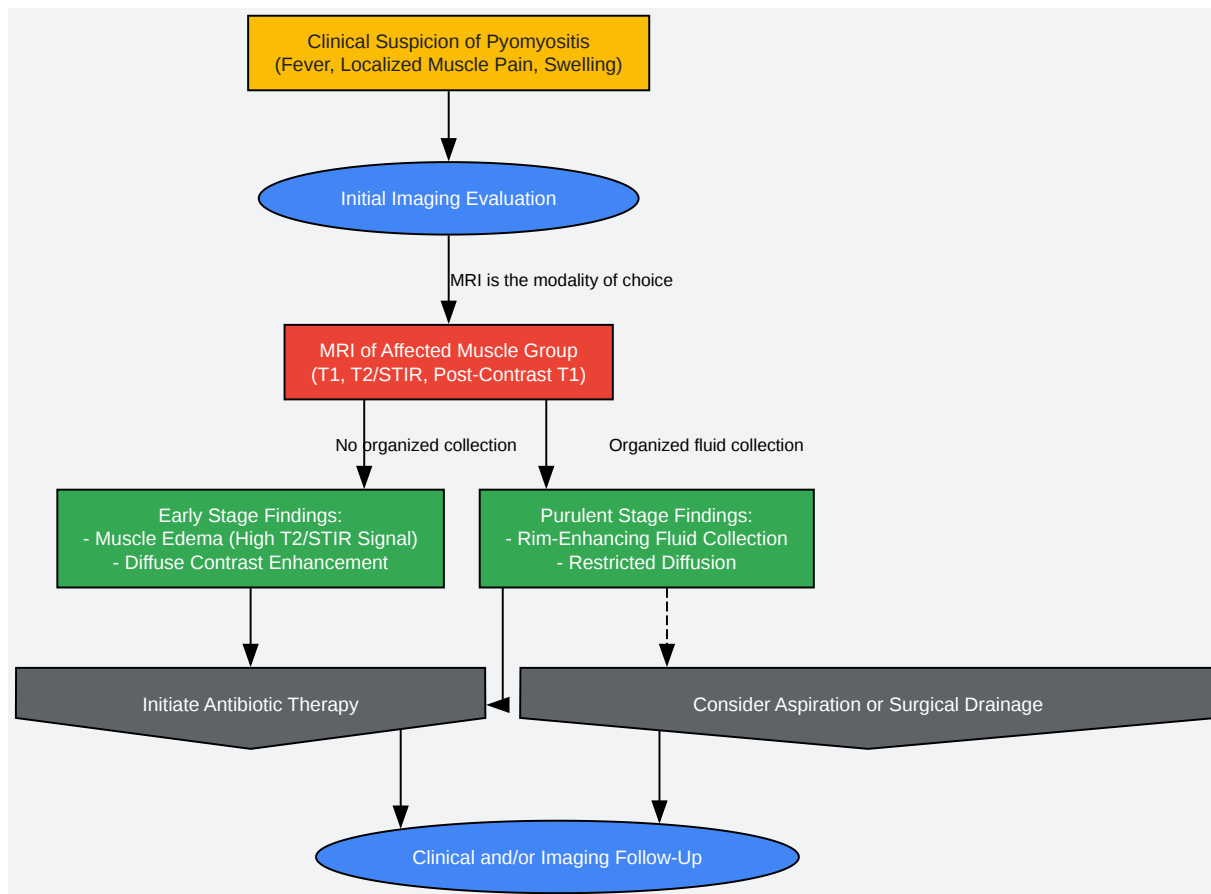 Clinical Suspicion of Pyomyositis
(Fever, Localized Muscle Pain, Swelling)
Initial Imaging Evaluation
MRI is the modality of choice
MRI of Affected Muscle Group
(T1, T2/STIR, Post-Contrast T1)
No organized collection
Organized fluid collection
Early Stage Findings:
- Muscle Edema (High T2/STIR Signal)
- Diffuse Contrast Enhancement
Purulent Stage Findings:
- Rim-Enhancing Fluid Collection
- Restricted Diffusion
Initiate Antibiotic Therapy
Consider Aspiration or Surgical Drainage
Clinical and/or Imaging Follow-Up